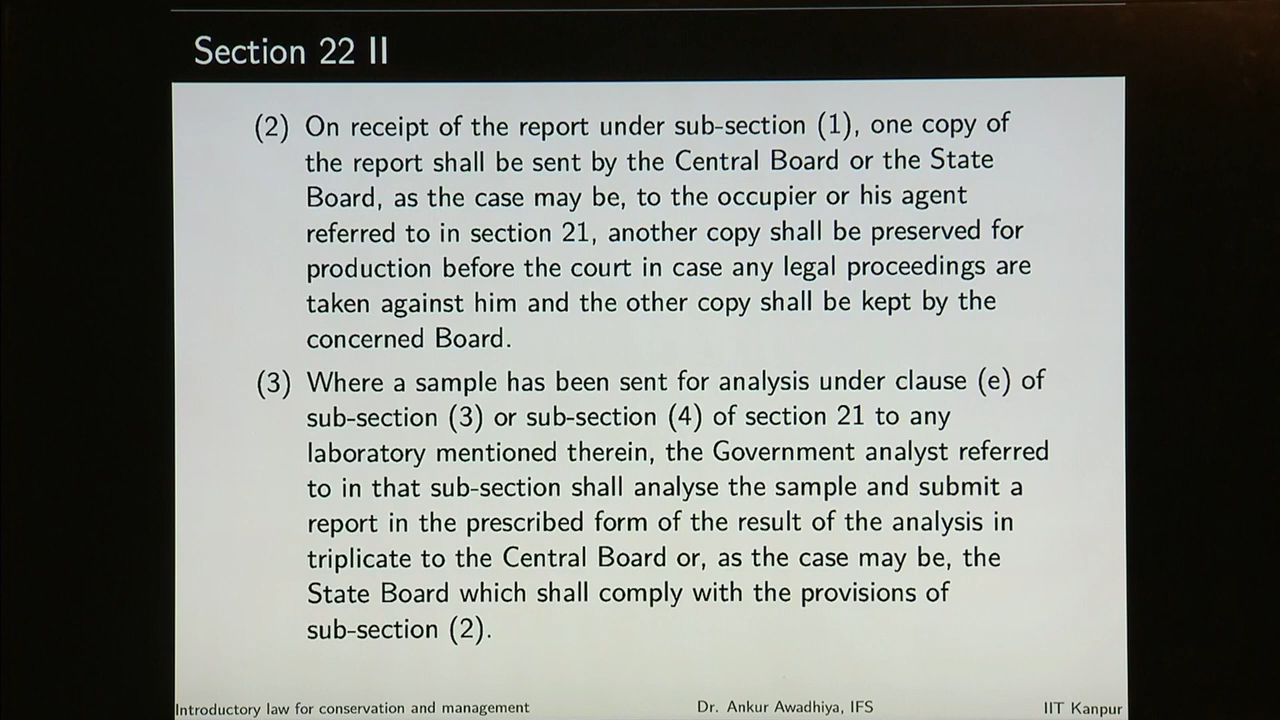 Section 22 II
(2) On receipt of the report under sub-section (1), one copy of
the report shall be sent by the Central Board or the State
Board, as the case may be, to the occupier or his agent
referred to in section 21, another copy shall be preserved for
production before the court in case any legal proceedings are
taken against him and the other copy shall be kept by the
concerned Board.
(3) Where a sample has been sent for analysis under clause (e) of
sub-section (3) or sub-section (4) of section 21 to any
laboratory mentioned therein, the Government analyst referred
to in that sub-section shall analyse the sample and submit a
report in the prescribed form of the result of the analysis in
triplicate to the Central Board or, as the case may be, the
State Board which shall comply with the provisions of
sub-section (2).
Introductory law for conservation and management Dr. Ankur Awadhiya, IFS IIT Kanpur